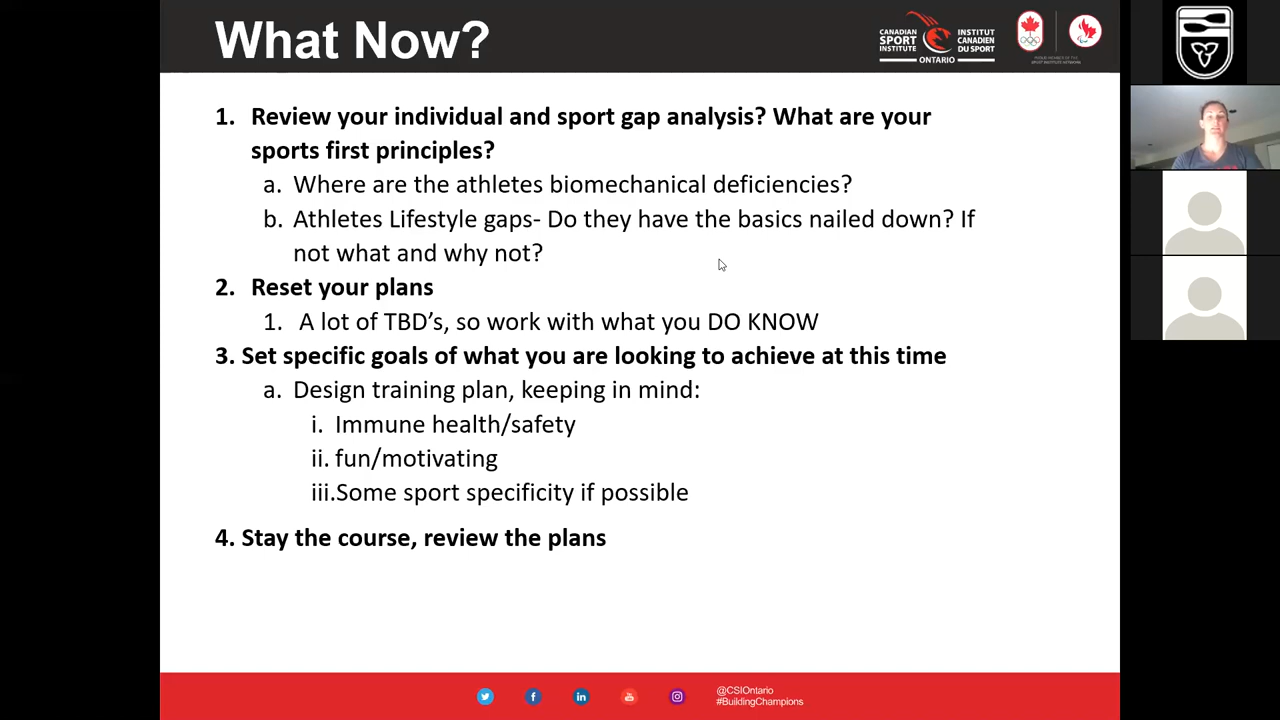 What Now?
CANADIAN
SPORT
INSTITUTE
INSTITUT
CANADIEN
DU SPORT
ONTARIO
1. Review your individual and sport gap analysis? What are your
sports first principles?
a. Where are the athletes biomechanical deficiencies?
b. Athletes Lifestyle gaps- Do they have the basics nailed down? If
not what and why not?
2. Reset your plans
1. A lot of TBD’s, so work with what you DO KNOW
3. Set specific goals of what you are looking to achieve at this time
a. Design training plan, keeping in mind:
i. Immune health/safety
ii. fun/motivating
iii.Some sport specificity if possible
4. Stay the course, review the plans
@CSIOntario
#BuildingChampions